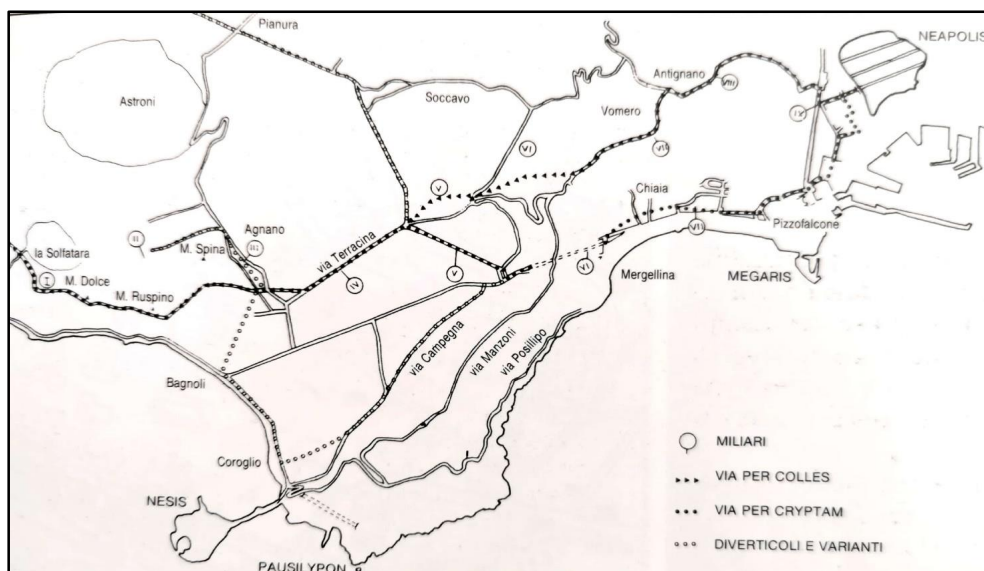 Pianura
NEAPOLIS
Astroni
Soccavo
Antignano
VIII
Vomero
IX
VI
VII
V
la Solfatara
II
Agnano
III
M. Spina
via Terracina
Chiaia
I
M. Dolce
IV
V
VI
VII
Pizzofalcone
M. Ruspino
Mergellina
MEGARIS
via Campegna
via Manzoni
via Posillipo
Bagnoli
Coroglio
NESIS
PAUSILYPON
MILIARI
VIA PER COLLES
VIA PER CRYPTAM
DIVERTICOLI E VARIANTI